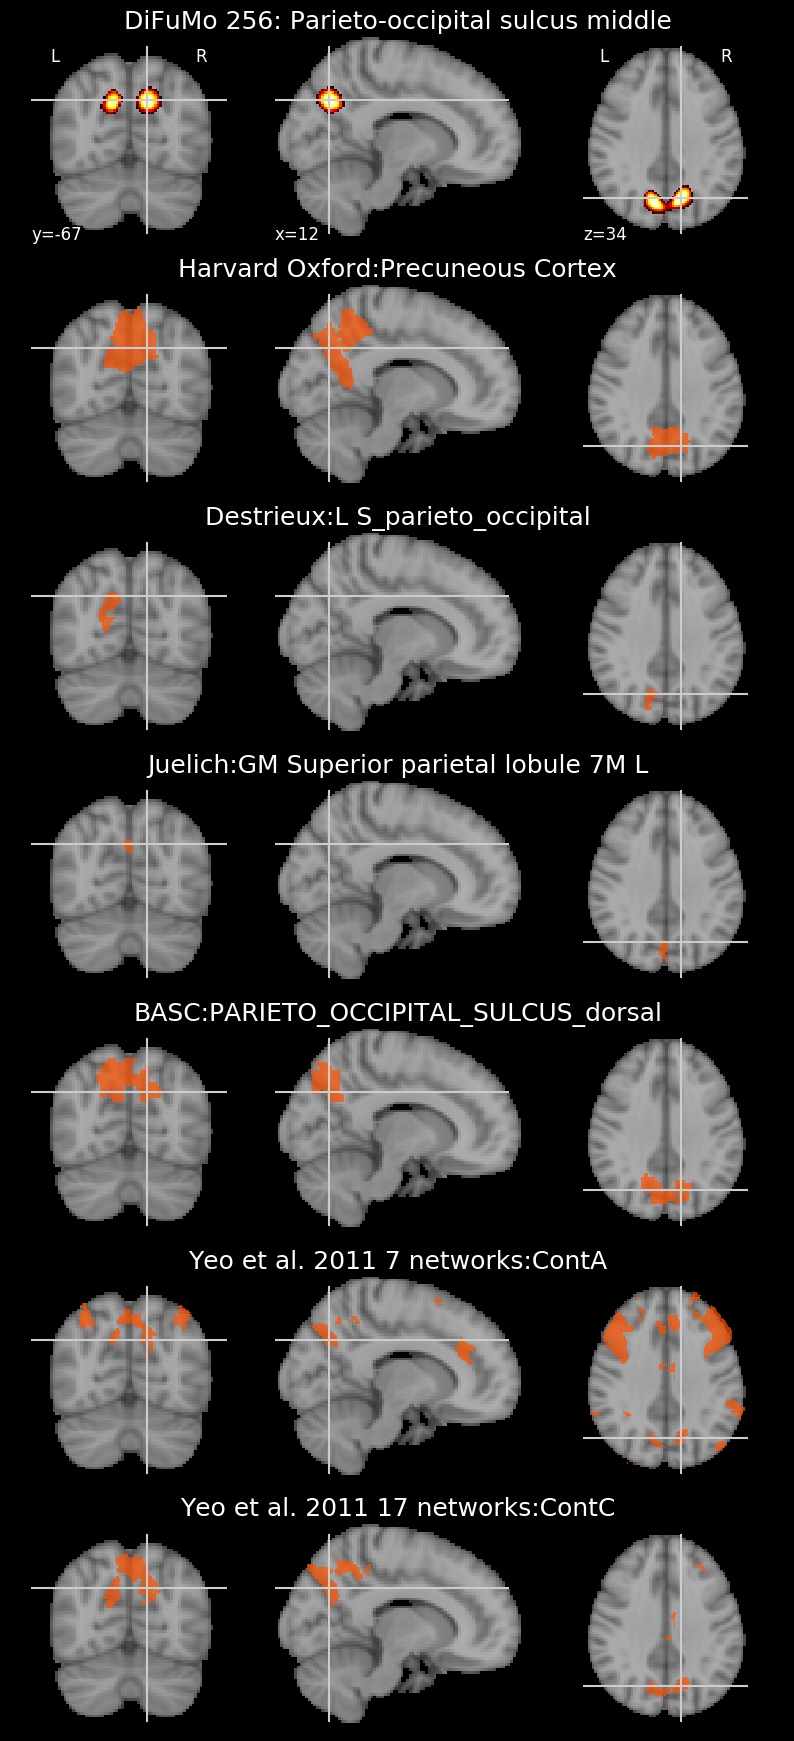 DiFuMo 256: Parieto-occipital sulcus middle
L R L R
y=-67 x=12 z=34
Harvard Oxford:Precuneous Cortex
Destrieux:L S_parieto_occipital
Juelich:GM Superior parietal lobule 7M L
BASC:PARIETO_OCCIPITAL_SULCUS_dorsal
Yeo et al. 2011 7 networks:ContA
Yeo et al. 2011 17 networks:ContC